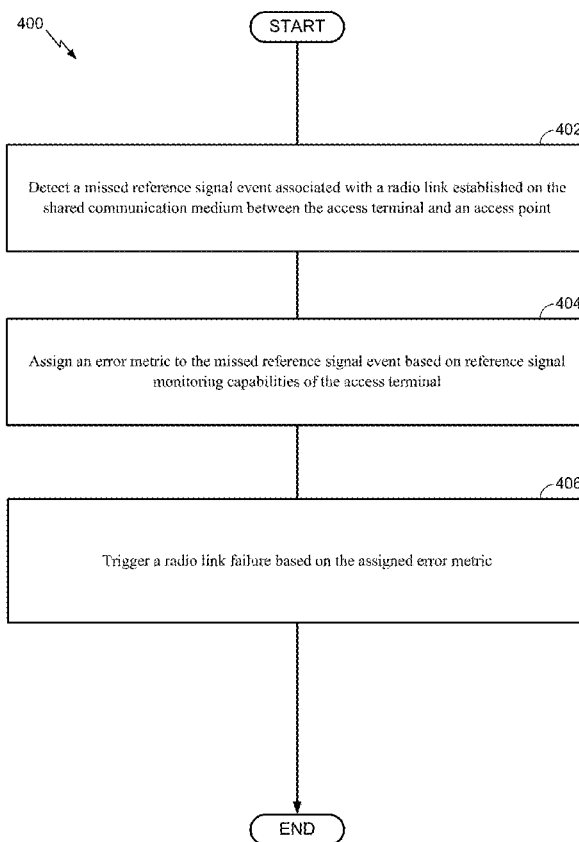 400
START
402
Detect a missed reference signal event associated with a radio link established on the
shared communication medium between the access terminal and an access point
404
Assign an error metric to the missed reference signal event based on reference signal
monitoring capabilities of the access terminal
406
Trigger a radio link failure based on the assigned error metric
END